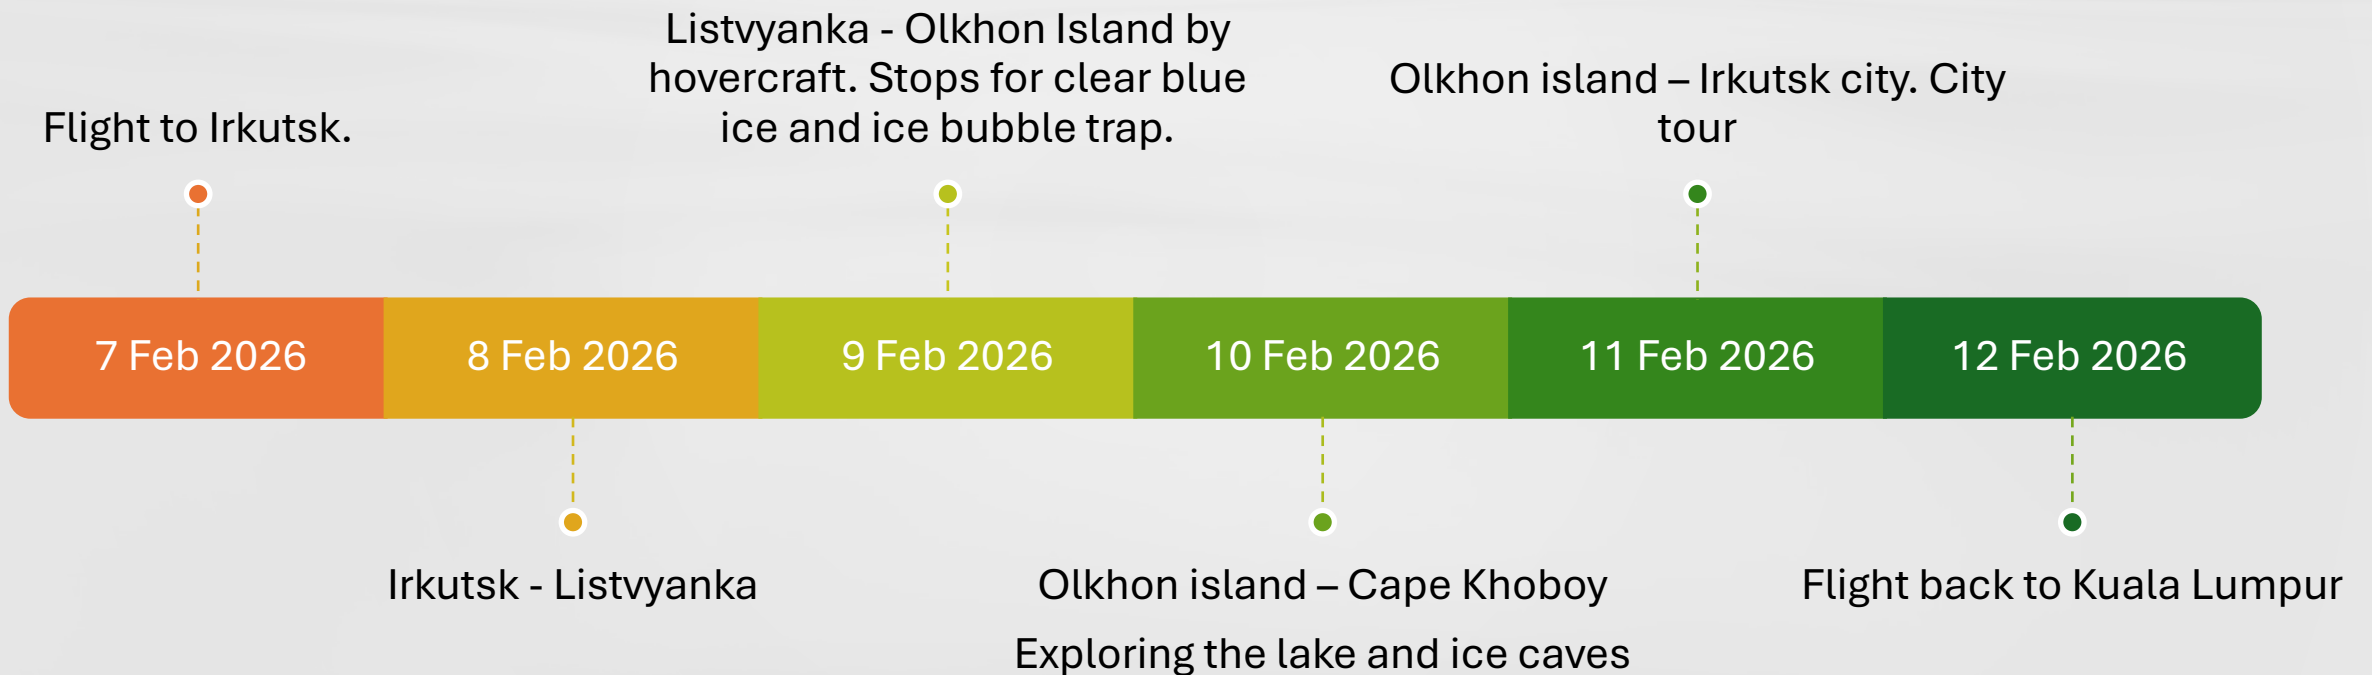 Flight to Irkutsk.
Listvyanka - Olkhon Island by
hovercraft. Stops for clear blue
ice and ice bubble trap.
Olkhon island – Irkutsk city. City
tour
7 Feb 2026
8 Feb 2026
9 Feb 2026
10 Feb 2026
11 Feb 2026
12 Feb 2026
Irkutsk - Listvyanka
Olkhon island – Cape Khoboy
Exploring the lake and ice caves
Flight back to Kuala Lumpur